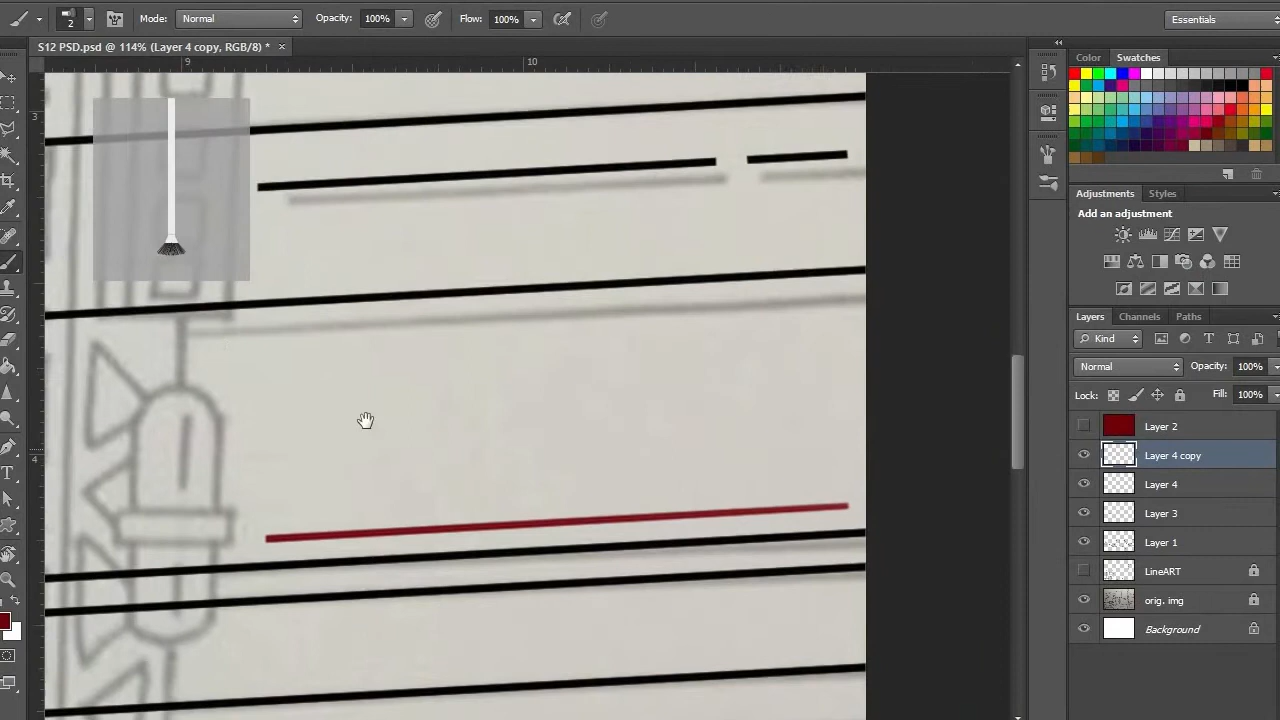 2 Mode: Normal Opacity: 100% Flow: 100% Essentials
S12 PSD.psd @ 114% (Layer 4 copy, RGB/8) * ×
9 10
3
4
Color Swatches
Adjustments Styles
Add an adjustment
Layers Channels Paths
Kind
Normal Opacity: 100%
Lock: Fill: 100%
Layer 2
Layer 4 copy
Layer 4
Layer 3
Layer 1
LineART
orig. img
Background